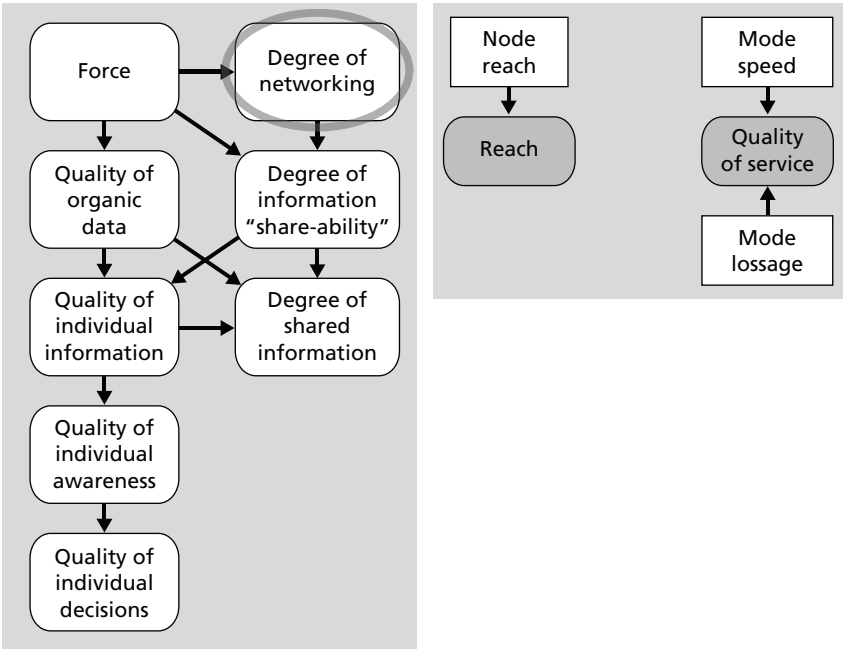 Force
Degree of
networking
Quality of
organic
data
Degree of
information
“share-ability”
Quality of
individual
information
Degree of
shared
information
Quality of
individual
awareness
Quality of
individual
decisions
Node
reach
Reach
Mode
speed
Quality
of service
Mode
lossage